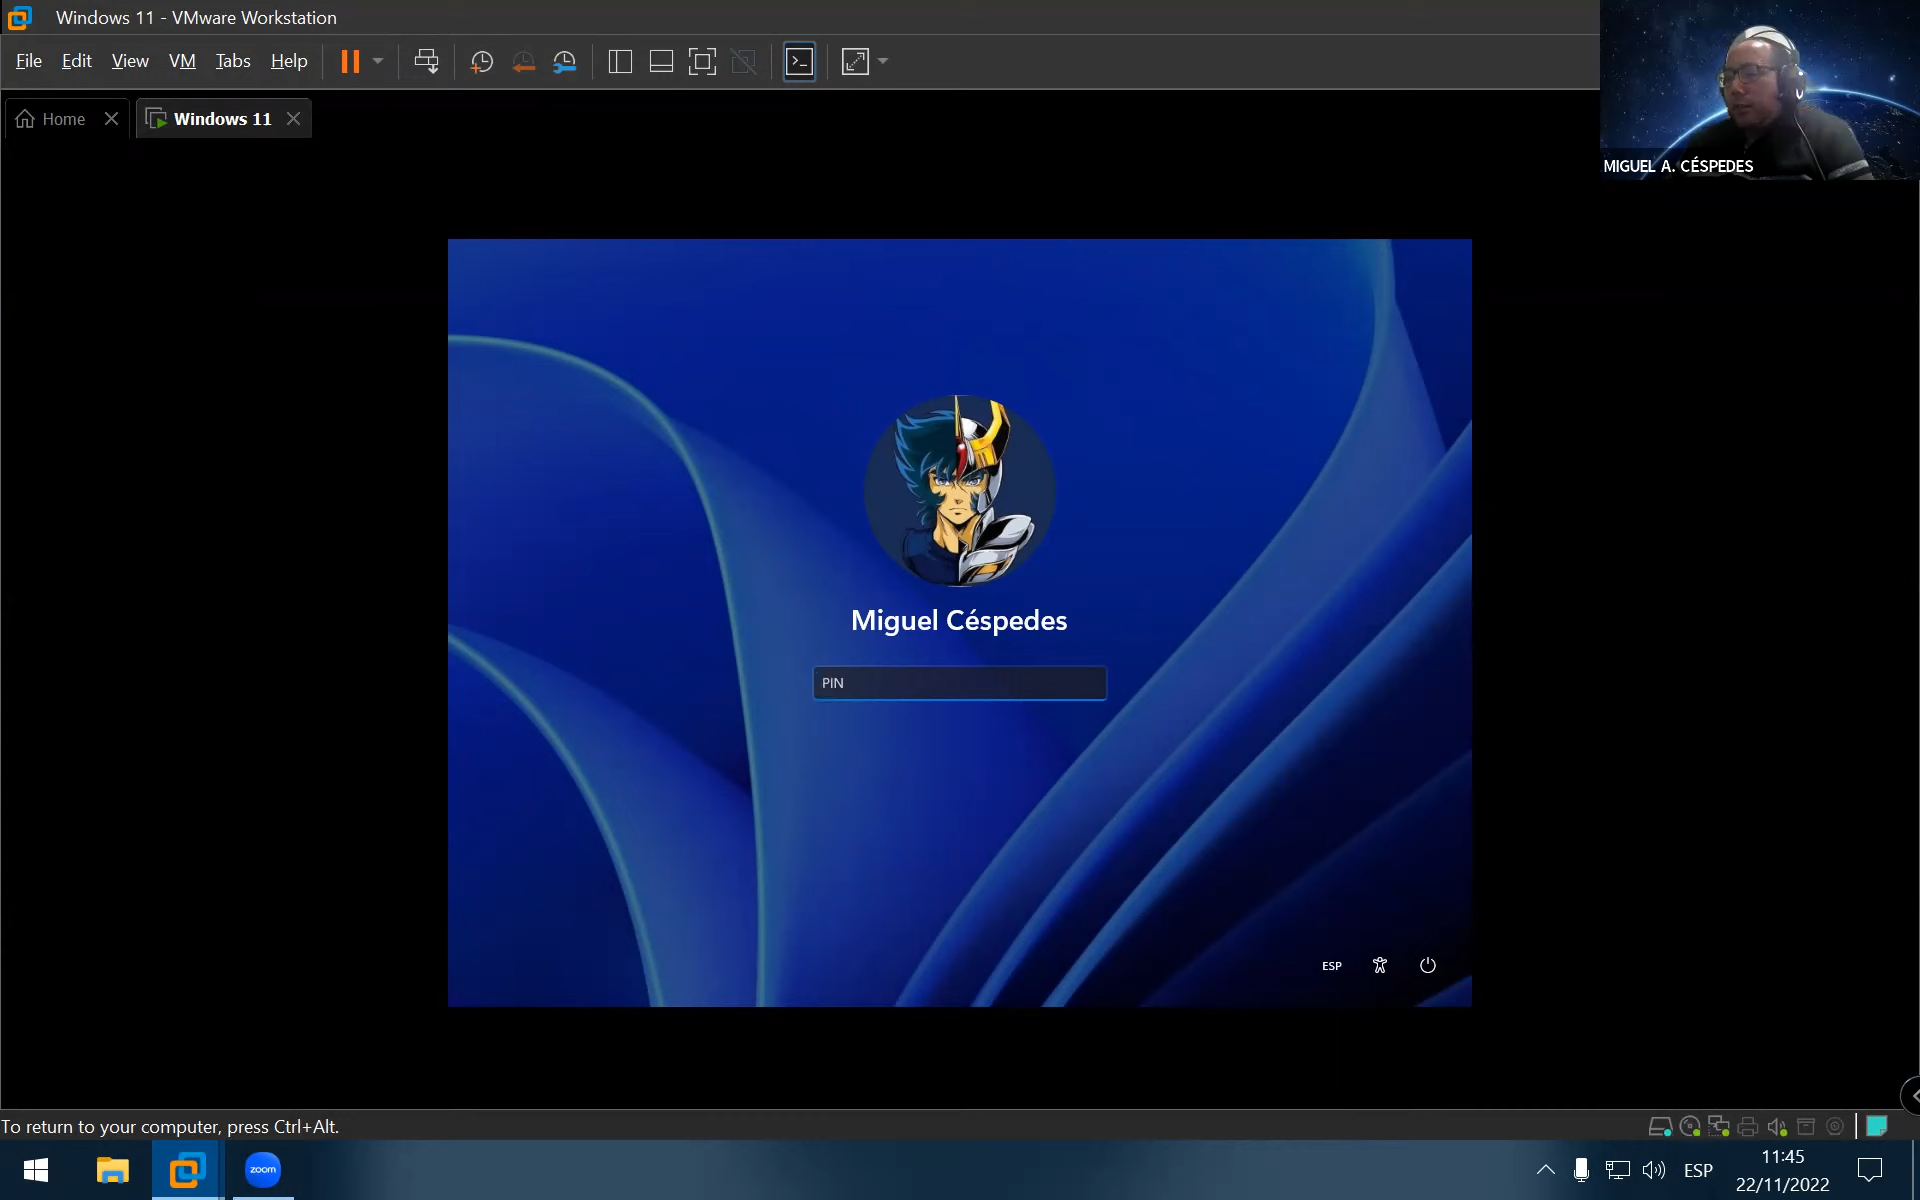 Windows 11 - VMware Workstation
File Edit View VM Tabs Help
Home
Windows 11
MIGUEL A. CÉSPEDES
Miguel Céspedes
PIN
ESP
To return to your computer, press Ctrl+Alt.
zoom
ESP
11:45
22/11/2022